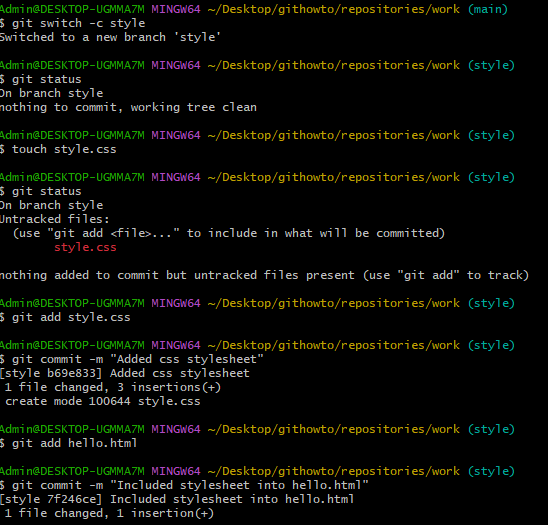 Admin@DESKTOP-UGMMA7M MINGW64 ~/Desktop/githowto/repositories/work (main)
$ git switch -c style
Switched to a new branch 'style'
Admin@DESKTOP-UGMMA7M MINGW64 ~/Desktop/githowto/repositories/work (style)
$ git status
On branch style
nothing to commit, working tree clean
Admin@DESKTOP-UGMMA7M MINGW64 ~/Desktop/githowto/repositories/work (style)
$ touch style.css
Admin@DESKTOP-UGMMA7M MINGW64 ~/Desktop/githowto/repositories/work (style)
$ git status
On branch style
Untracked files:
  (use "git add <file>..." to include in what will be committed)
        style.css
nothing added to commit but untracked files present (use "git add" to track)
Admin@DESKTOP-UGMMA7M MINGW64 ~/Desktop/githowto/repositories/work (style)
$ git add style.css
Admin@DESKTOP-UGMMA7M MINGW64 ~/Desktop/githowto/repositories/work (style)
$ git commit -m "Added css stylesheet"
[style b69e833] Added css stylesheet
 1 file changed, 3 insertions(+)
 create mode 100644 style.css
Admin@DESKTOP-UGMMA7M MINGW64 ~/Desktop/githowto/repositories/work (style)
$ git add hello.html
Admin@DESKTOP-UGMMA7M MINGW64 ~/Desktop/githowto/repositories/work (style)
$ git commit -m "Included stylesheet into hello.html"
[style 7f246ce] Included stylesheet into hello.html
 1 file changed, 1 insertion(+)